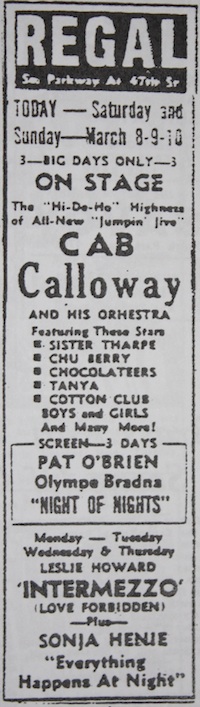 REGAL
So. Parkway At 47th St
TODAY — Saturday and
Sunday—March 8-9-10
3—BIG DAYS ONLY—3
ON STAGE
The "Hi-De-Ho" Highness
of All-New "Jumpin' Jive"
CAB
Calloway
AND HIS ORHESTRA
Featuring These Stars
SISTER THARPE
CHU BERRY
CHOCOLATEERS
TANYA
COTTON CLUB
BOYS and GIRLS
And Many More!
SCREEN—3 DAYS
PAT O'BRIEN
Olympe Bradna
"NIGHT OF NIGHTS"
Monday — Tuesday
Wednesday & Thursday
LESLIE HOWARD
'INTERMEZZO'
(LOVE FORBIDDEN)
—Plus—
SONJA HENIE
"Everything
Happens At Night"